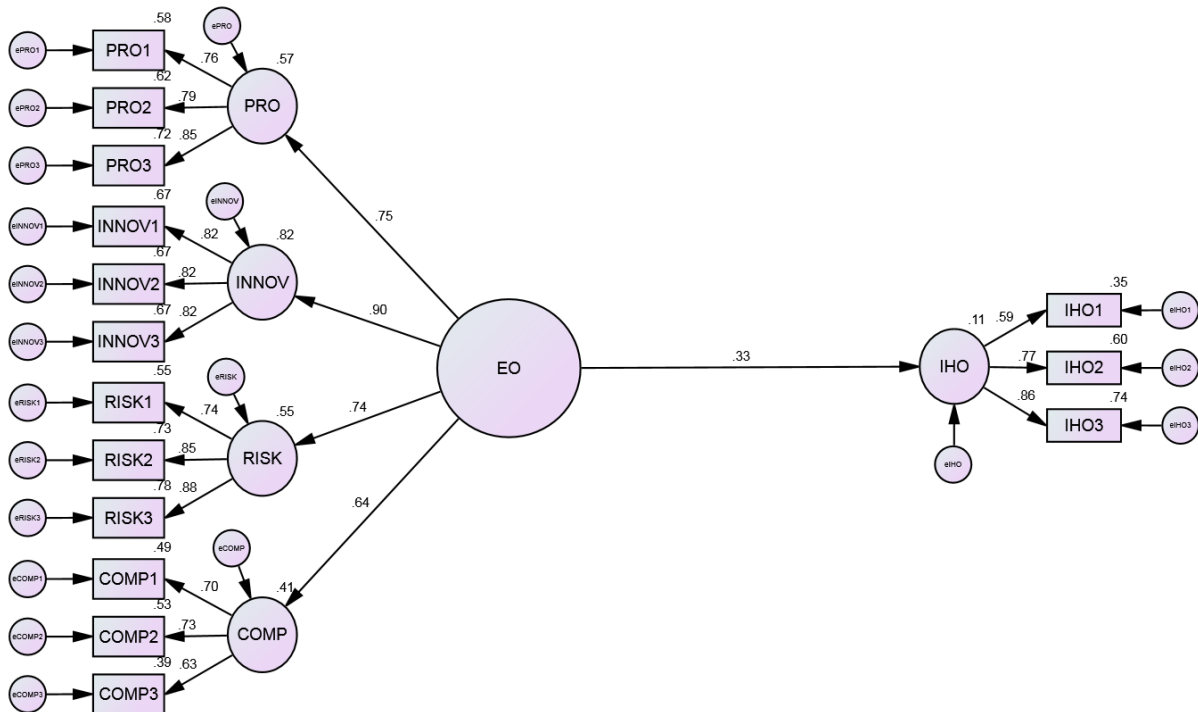 .58
ePRO
ePRO1
PRO1
.76
.57
.62
ePRO2
PRO2
.79
PRO
.72
.85
ePRO3
PRO3
.75
.67
eINNOV
eINNOV1
INNOV1
.82
.82
.67
eINNOV2
INNOV2
.82
INNOV
.67
.82
eINNOV3
INNOV3
.90
.55
eRISK
eRISK1
RISK1
.74
.55
.74
.73
eRISK2
RISK2
.85
RISK
.78
.88
eRISK3
RISK3
.64
.49
eCOMP
eCOMP1
COMP1
.70
.41
.53
eCOMP2
COMP2
.73
COMP
.39
.63
eCOMP3
COMP3
EO
.33
.11
IHO
eIHO
.35
.59
IHO1
eIHO1
.60
.77
IHO2
eIHO2
.74
.86
IHO3
eIHO3